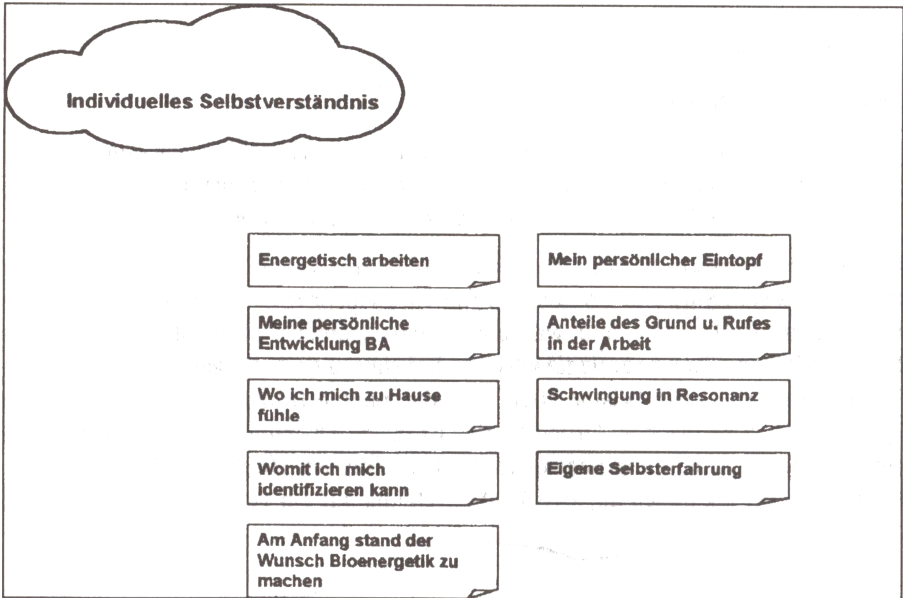 Individuelles Selbstverständnis
Energetisch arbeiten
Meine persönliche
Entwicklung BA
Wo ich mich zu Hause
fühle
Womit ich mich
identifizieren kann
Am Anfang stand der
Wunsch Bioenergetik zu
machen
Mein persönlicher Eintopf
Anteile des Grund u. Rufes
in der Arbeit
Schwingung in Resonanz
Eigene Selbsterfahrung